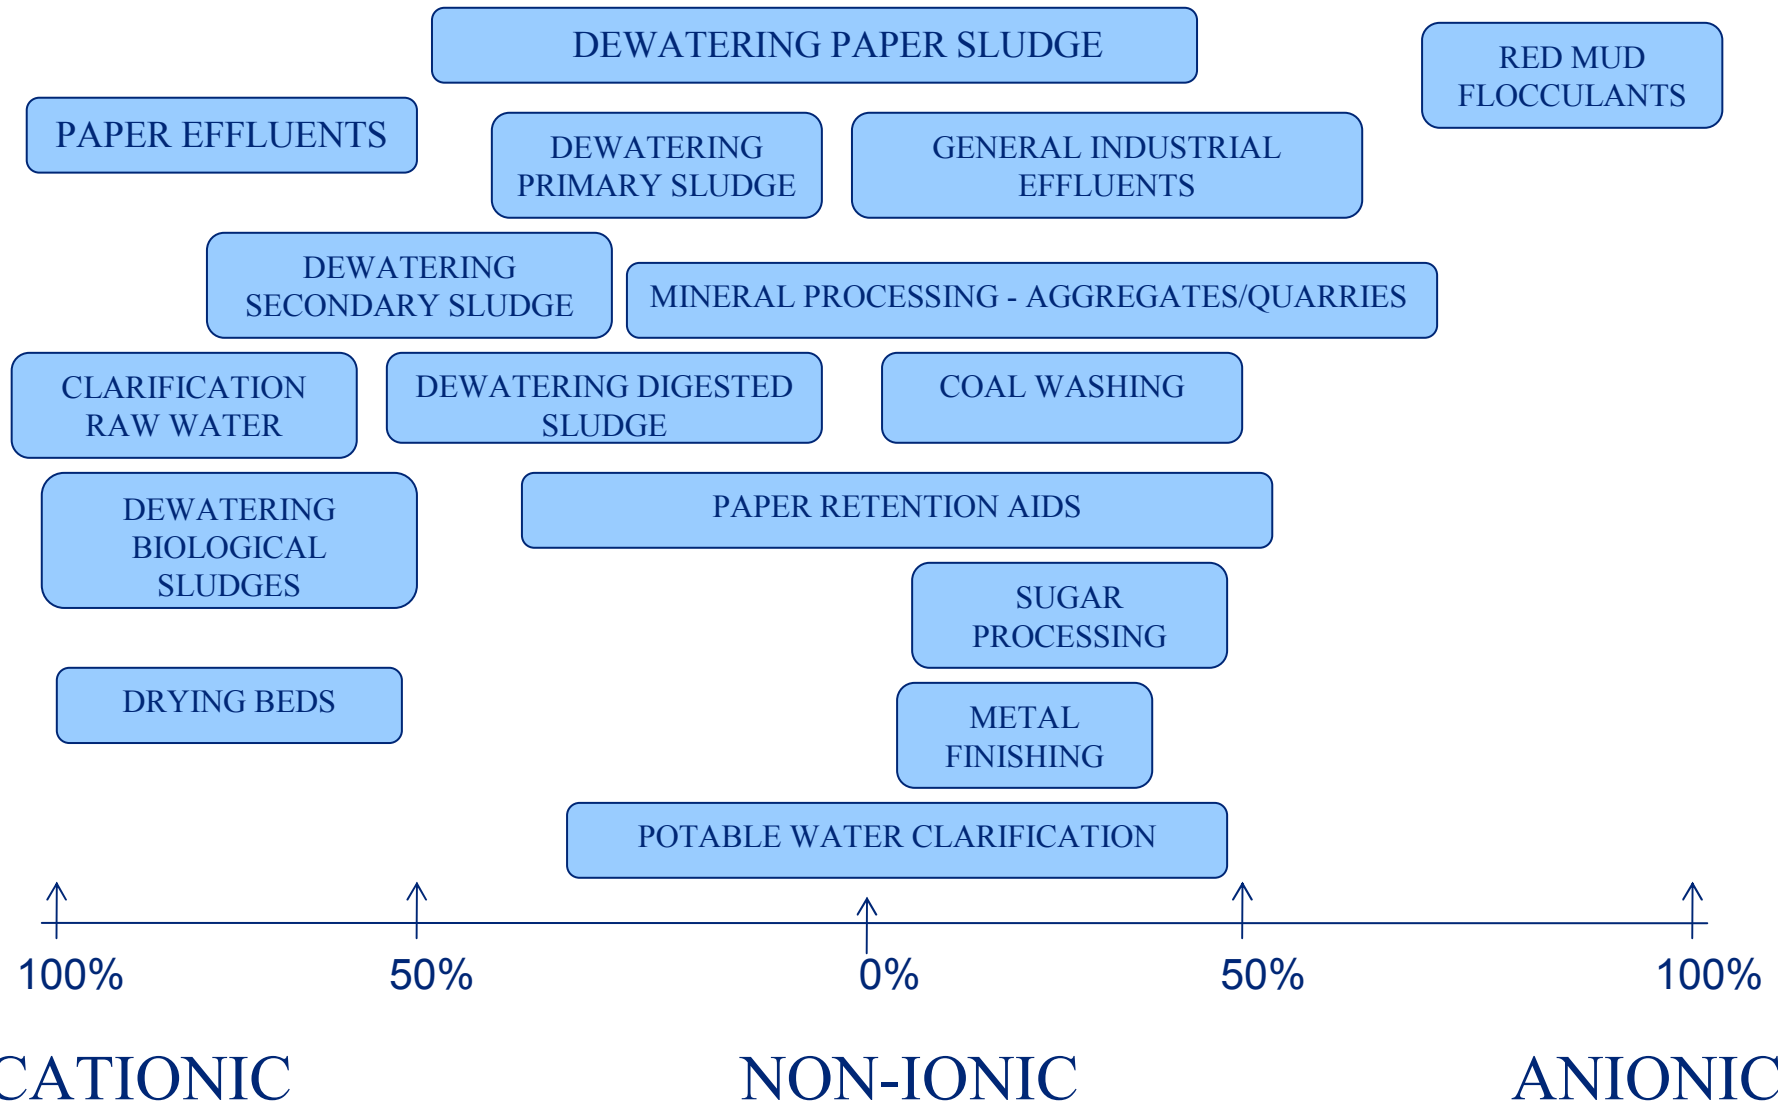 DEWATERING PAPER SLUDGE
RED MUD
FLOCCULANTS
PAPER EFFLUENTS
DEWATERING
PRIMARY SLUDGE
GENERAL INDUSTRIAL
EFFLUENTS
DEWATERING
SECONDARY SLUDGE
MINERAL PROCESSING - AGGREGATES/QUARRIES
CLARIFICATION
RAW WATER
DEWATERING DIGESTED
SLUDGE
COAL WASHING
DEWATERING
BIOLOGICAL
SLUDGES
PAPER RETENTION AIDS
SUGAR
PROCESSING
DRYING BEDS
METAL
FINISHING
POTABLE WATER CLARIFICATION
100% 50% 0% 50% 100%
CATIONIC NON-IONIC ANIONIC